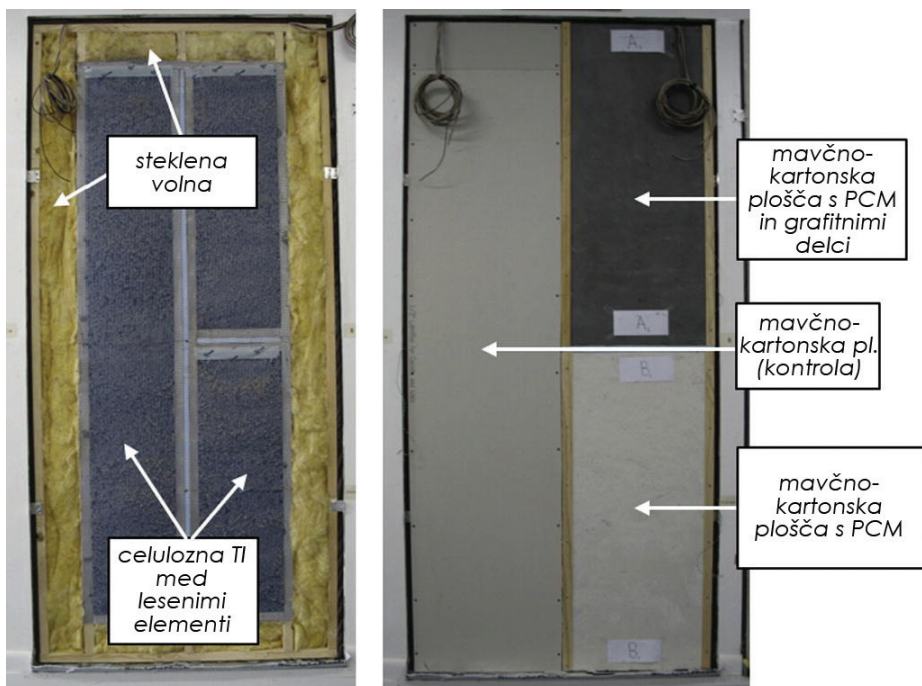 steklena
volna
celulozna TI
med
lesenimi
elementi
A.
mavčno-
kartonska
plošča s PCM
in grafitnimi
delci
A.
mavčno-
kartonska pl.
(kontrola)
B.
mavčno-
kartonska
plošča s PCM
B.